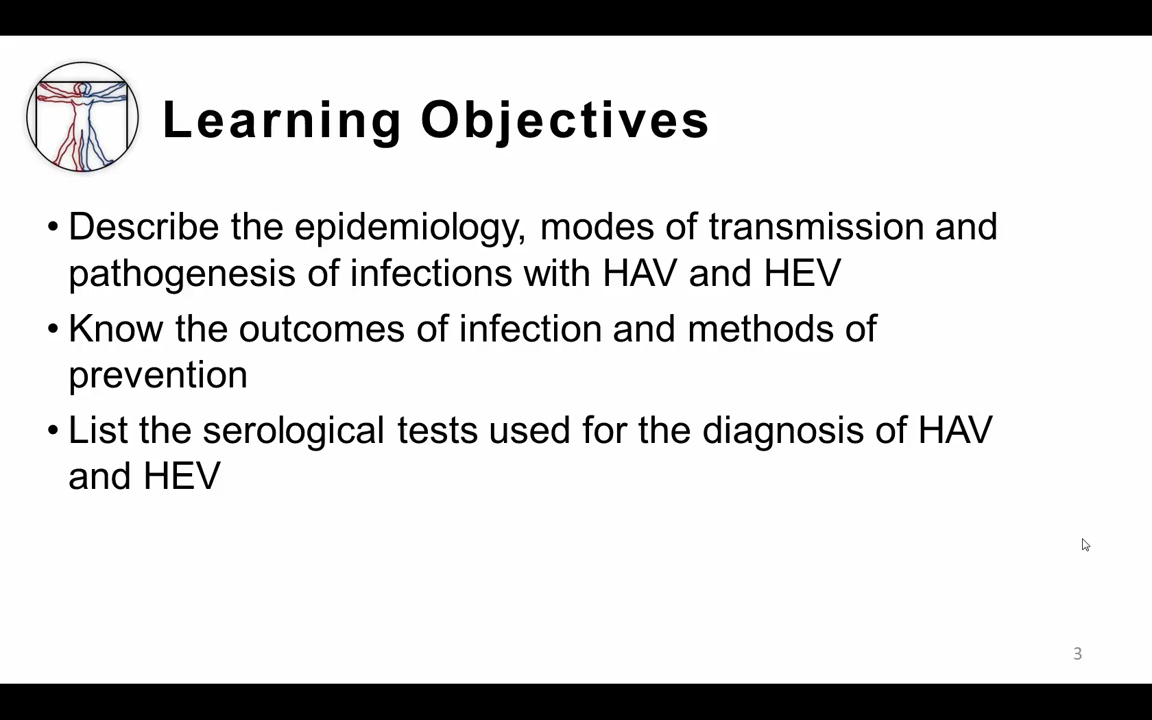 Learning Objectives
• Describe the epidemiology, modes of transmission and
pathogenesis of infections with HAV and HEV
• Know the outcomes of infection and methods of
prevention
• List the serological tests used for the diagnosis of HAV
and HEV
3